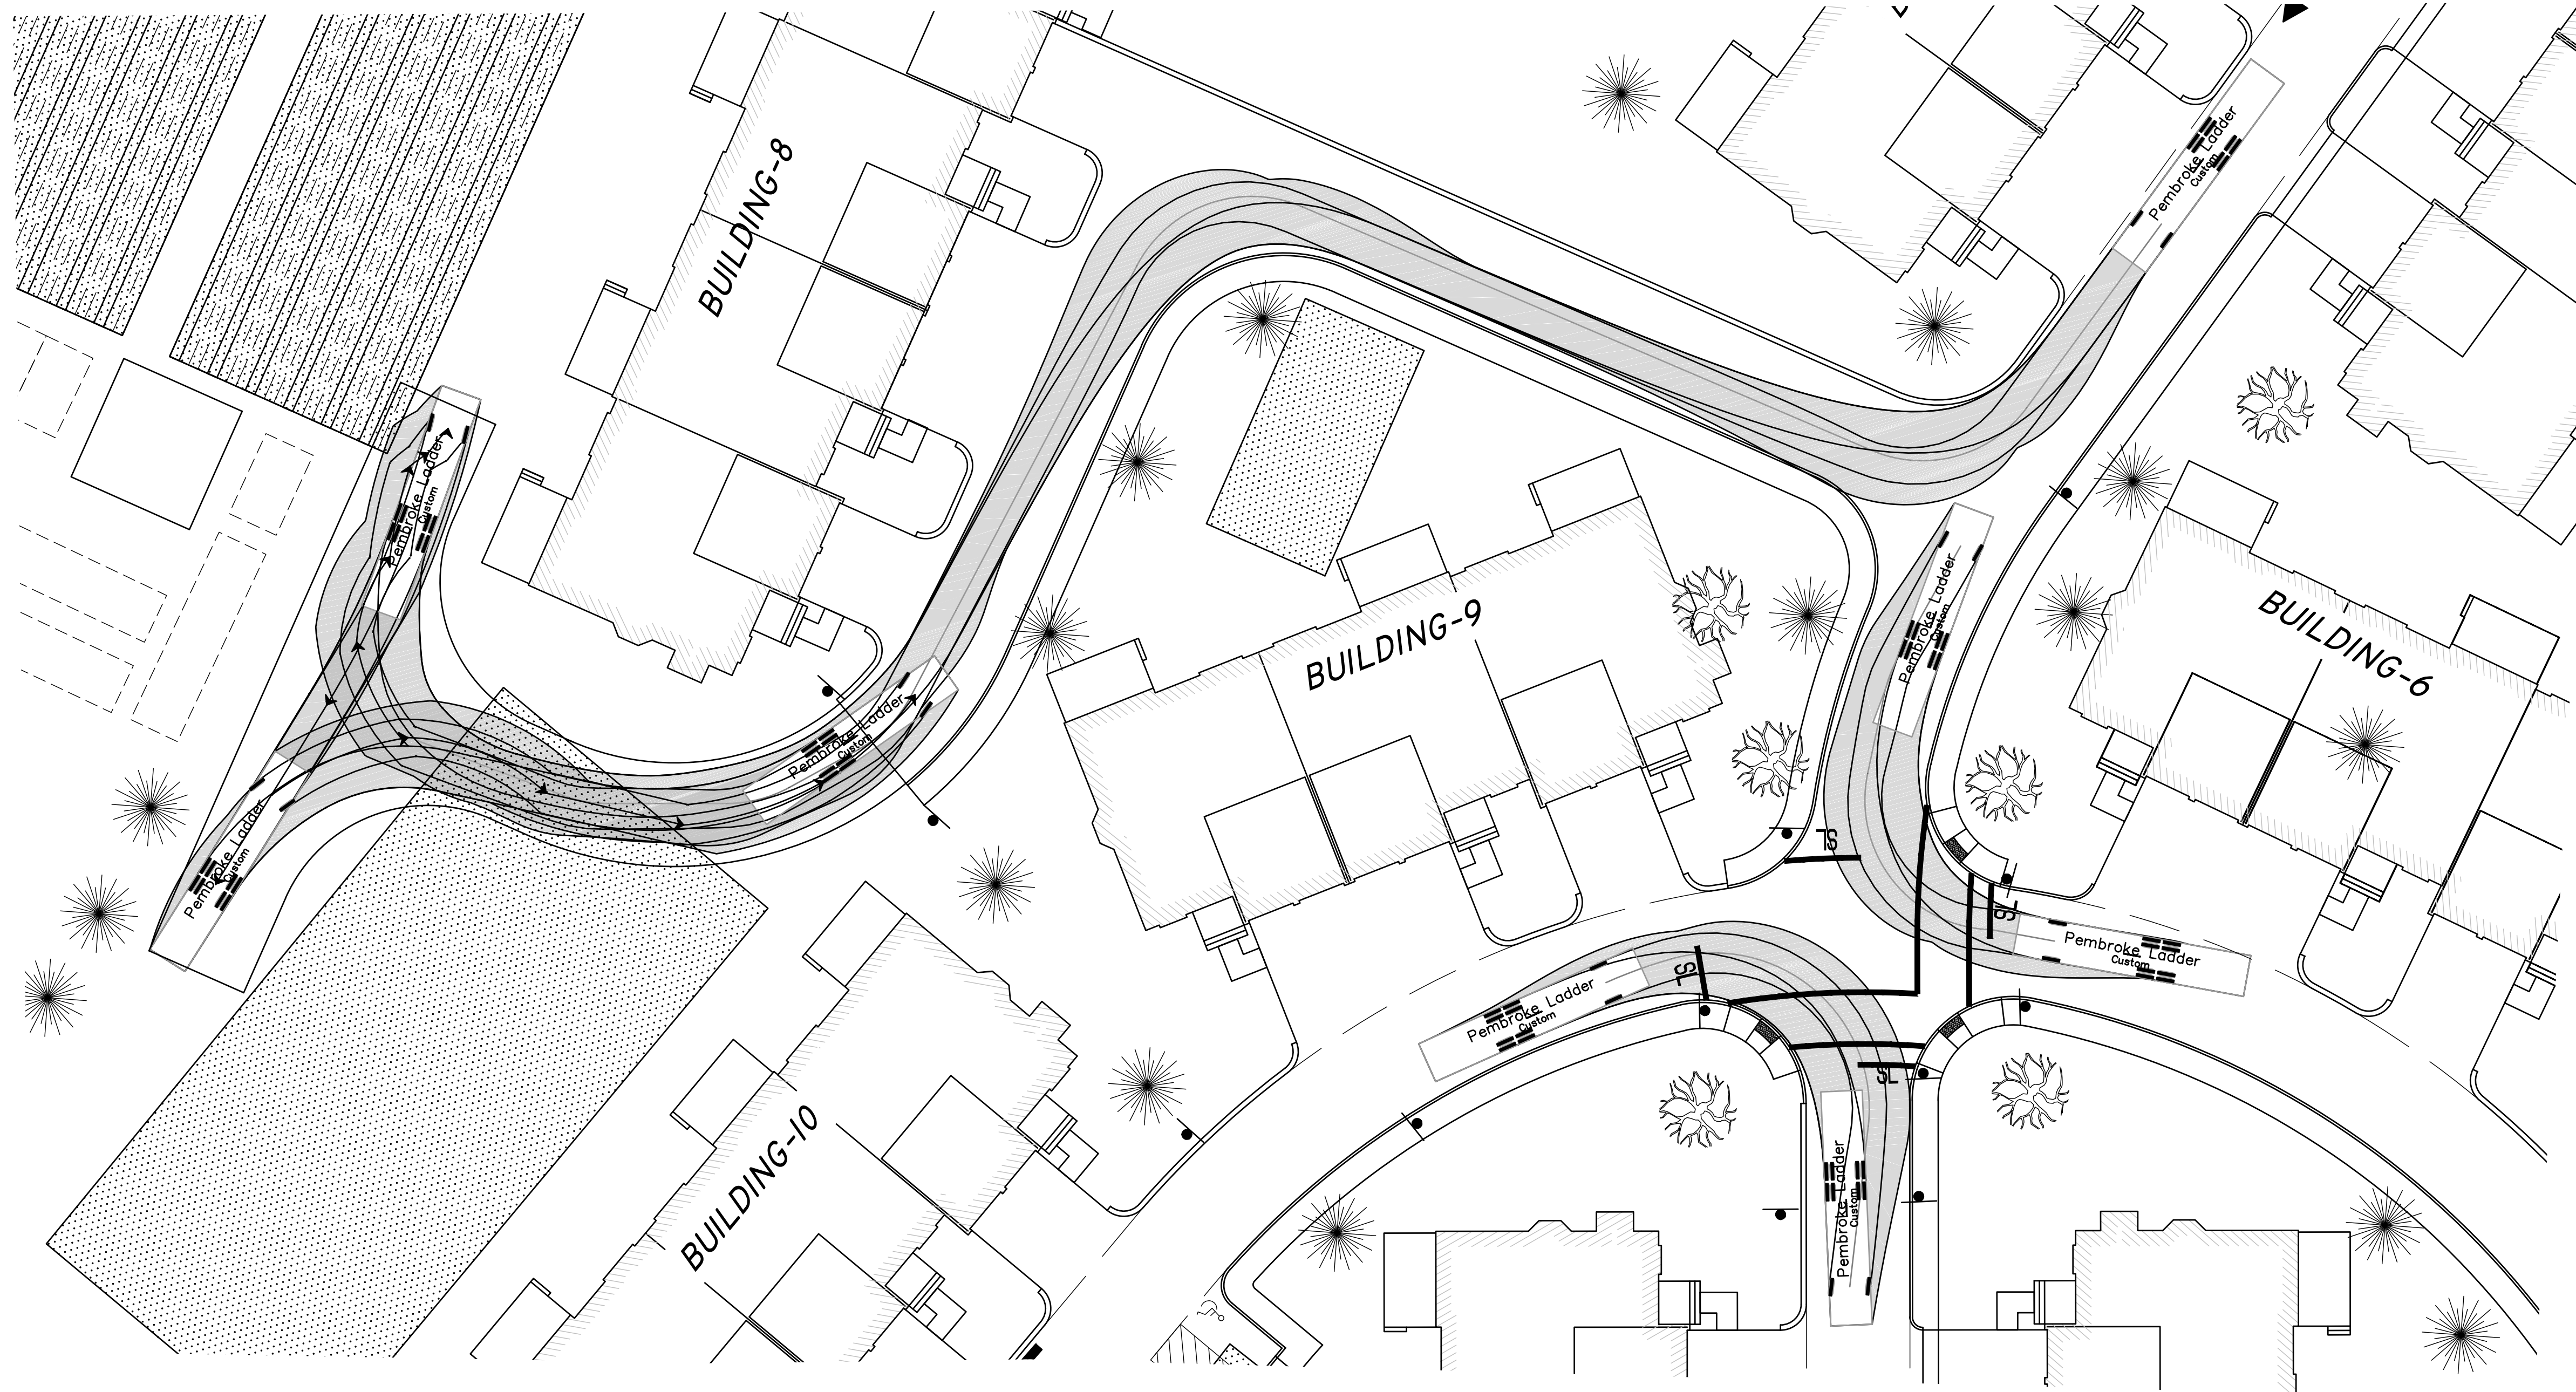 BUILDING-8
Pembroke Ladder
Custom
Pembroke Ladder
Custom
Pembroke Ladder
Custom
BUILDING-9
BUILDING-6
Pembroke Ladder
Custom
Pembroke Ladder
Custom
SL
SL
Pembroke Ladder
Custom
SL
Pembroke Ladder
Custom
SL
BUILDING-10
Pembroke Ladder
Custom